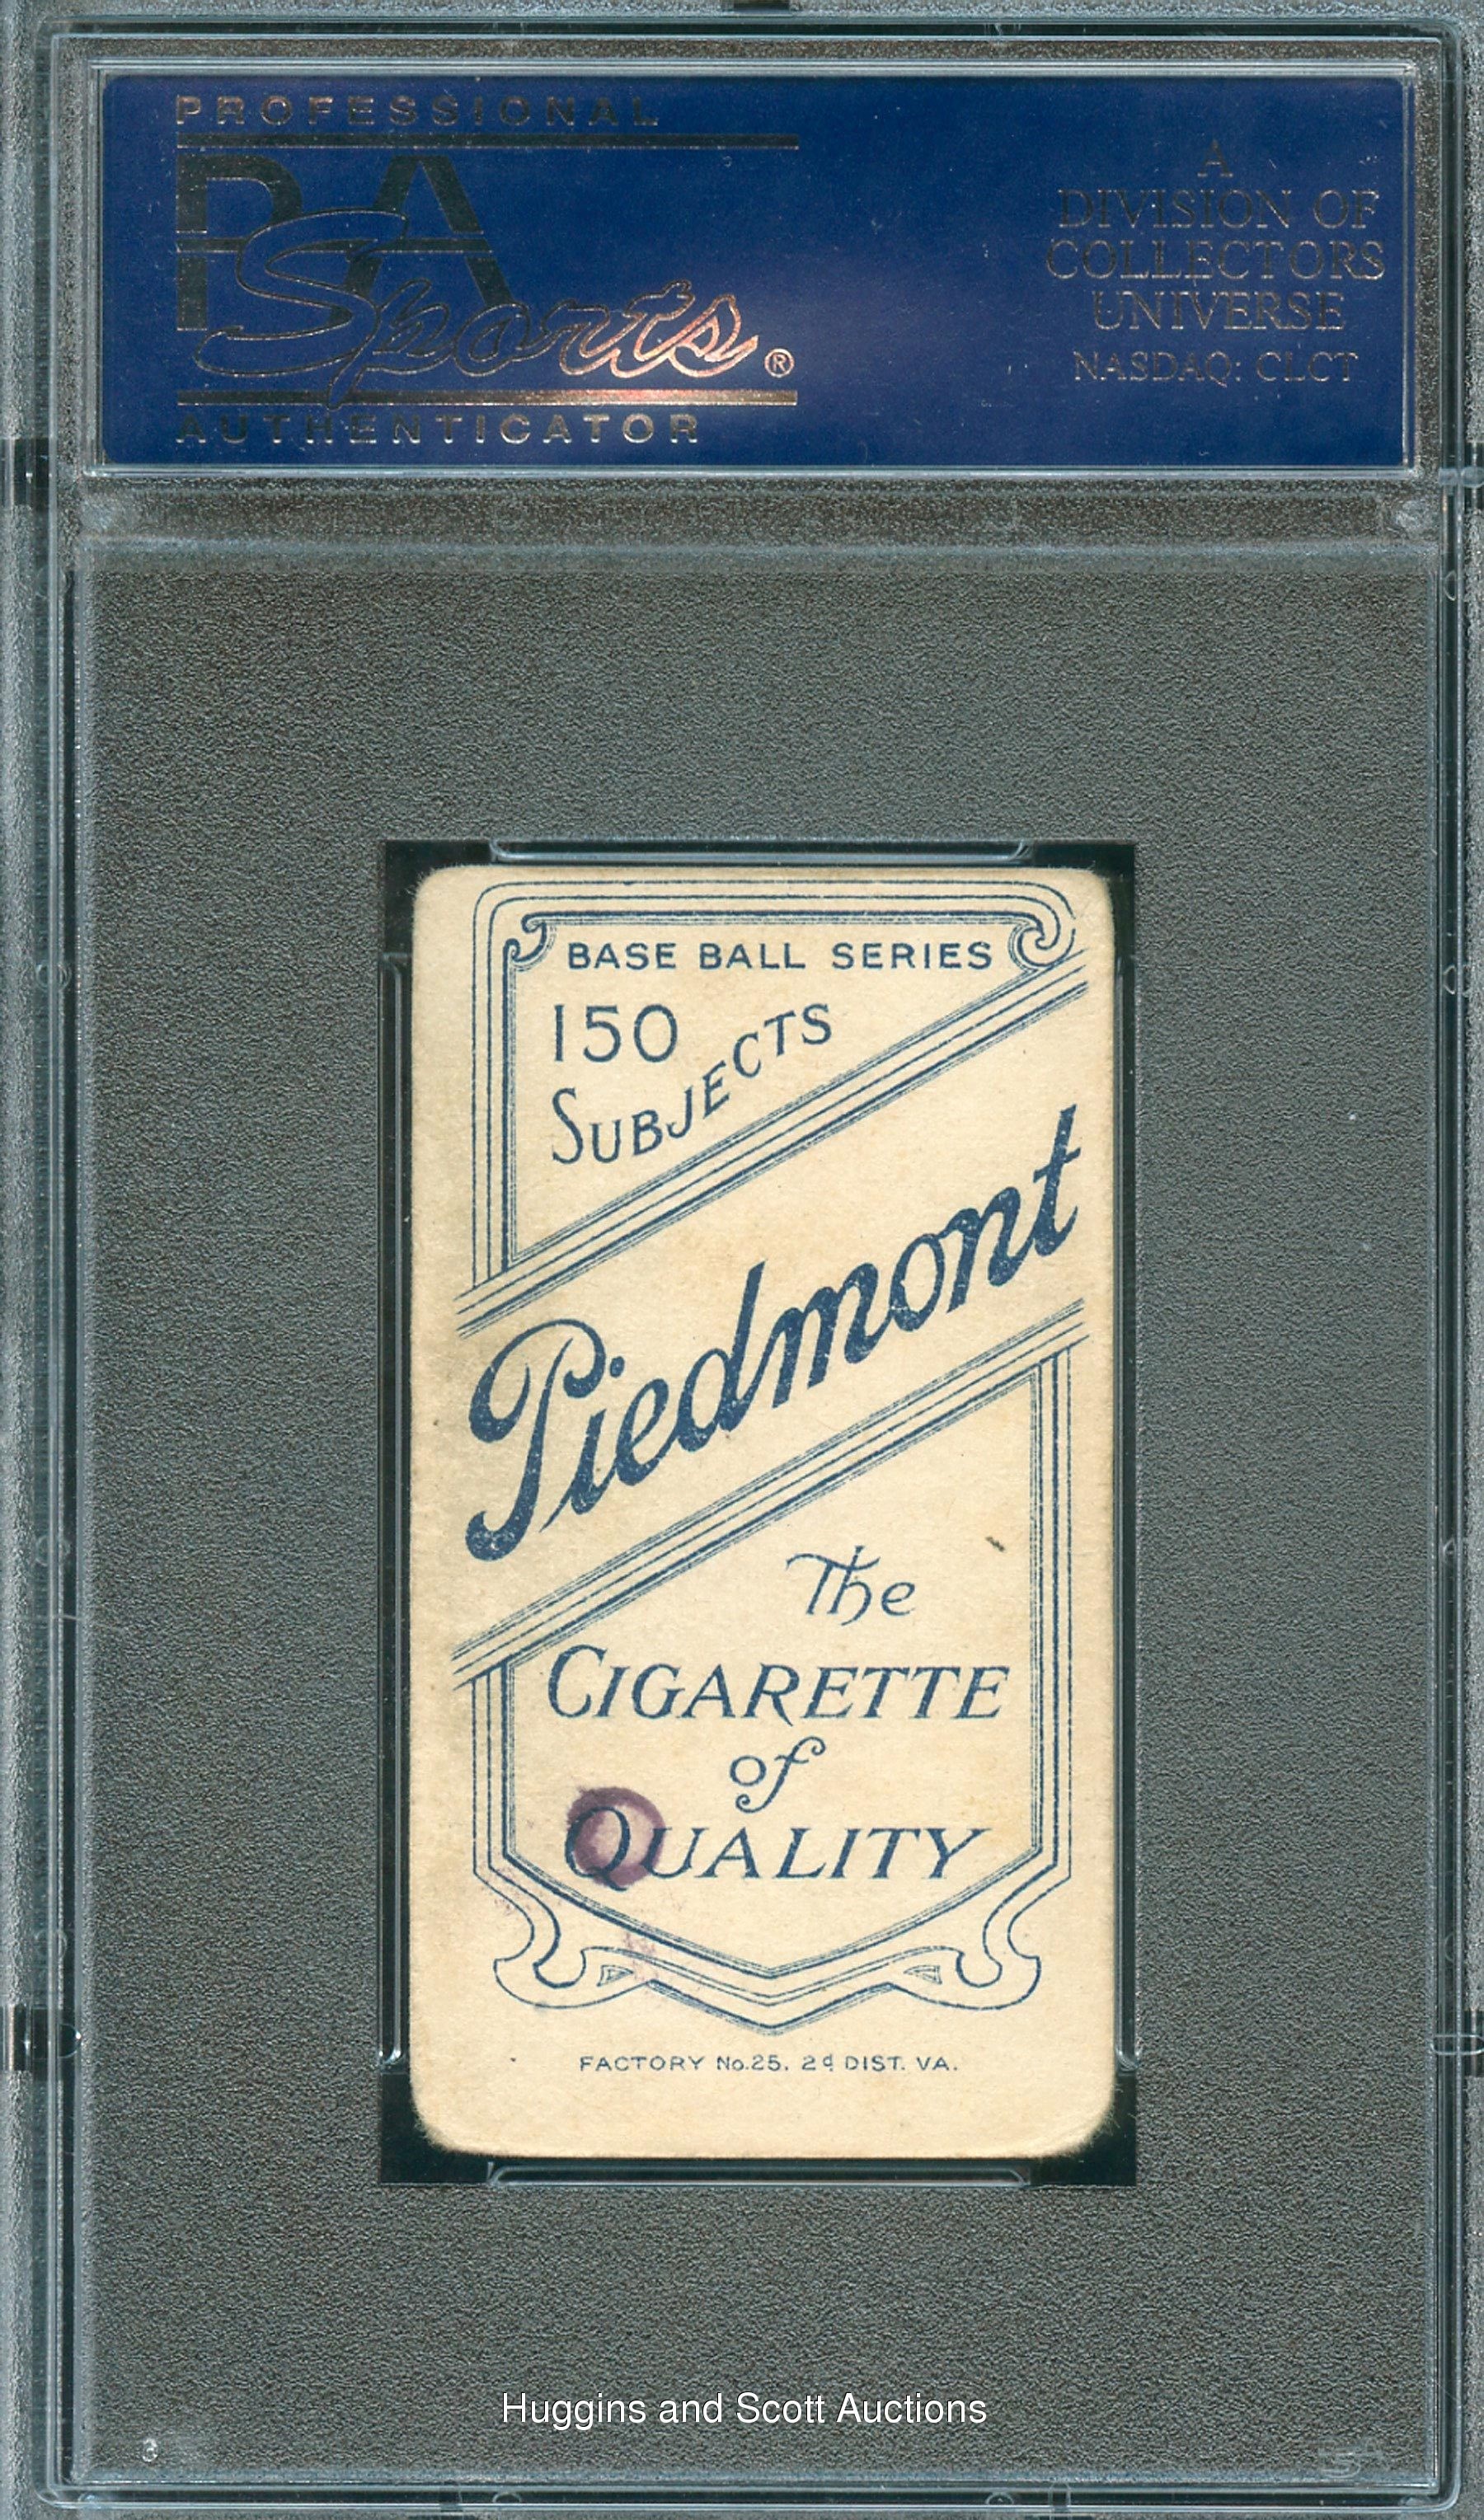 PROFESSIONAL
PSA
Sports®
AUTHENTICATOR
A
DIVISION OF
COLLECTORS
UNIVERSE
NASDAQ: CLCT
BASE BALL SERIES
150
SUBJECTS
Piedmont
The
CIGARETTE
of
QUALITY
FACTORY No.25. 2d DIST. VA.
Huggins and Scott Auctions